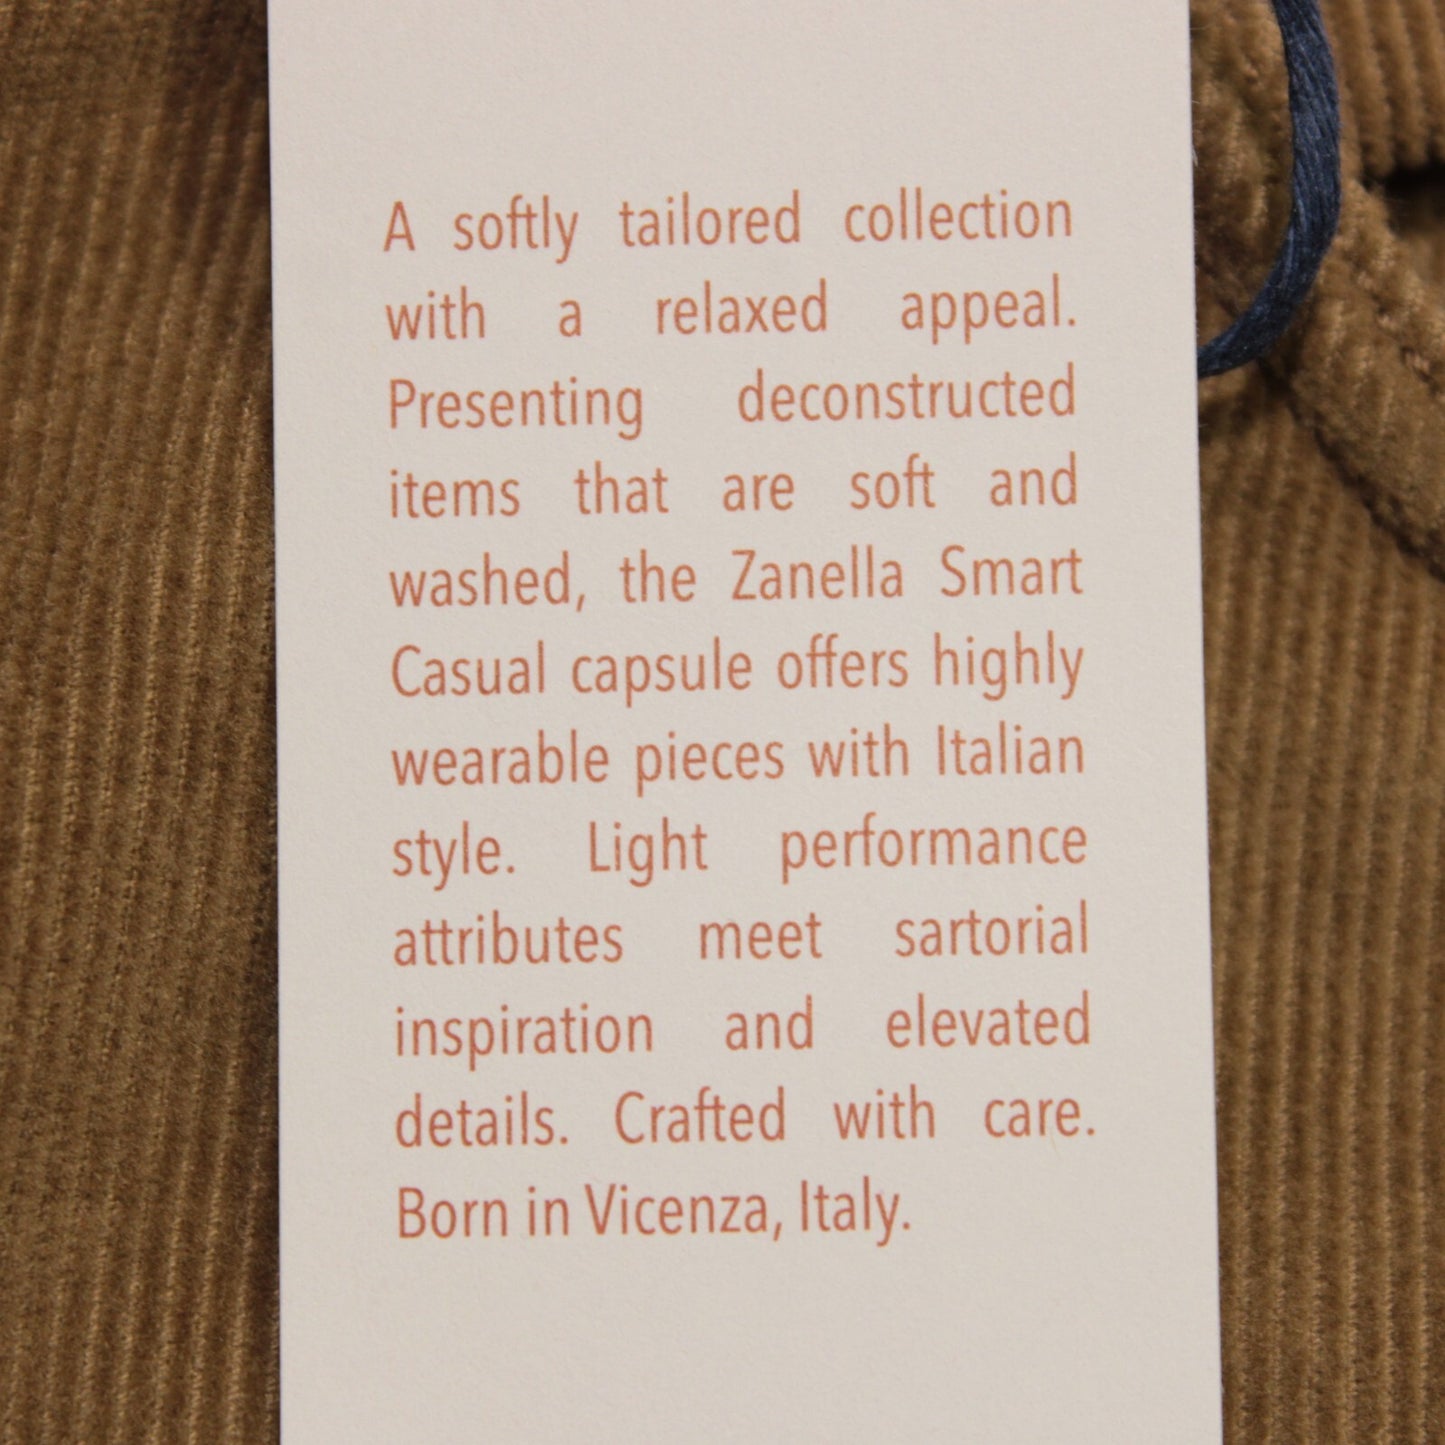 A softly tailored collection
with a relaxed appeal.
Presenting deconstructed
items that are soft and
washed, the Zanella Smart
Casual capsule offers highly
wearable pieces with Italian
style. Light performance
attributes meet sartorial
inspiration and elevated
details. Crafted with care.
Born in Vicenza, Italy.